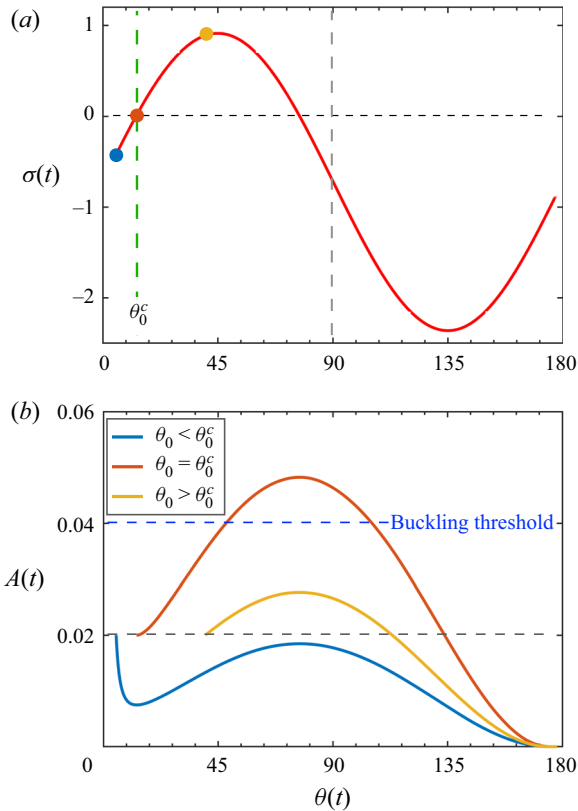 (a)
1
0
σ(t)
−1
−2
θ₀ᶜ
0 45 90 135 180
(b)
0.06
θ₀ < θ₀ᶜ
θ₀ = θ₀ᶜ
θ₀ > θ₀ᶜ
0.04
Buckling threshold
A(t)
0.02
0 45 90 135 180
θ(t)